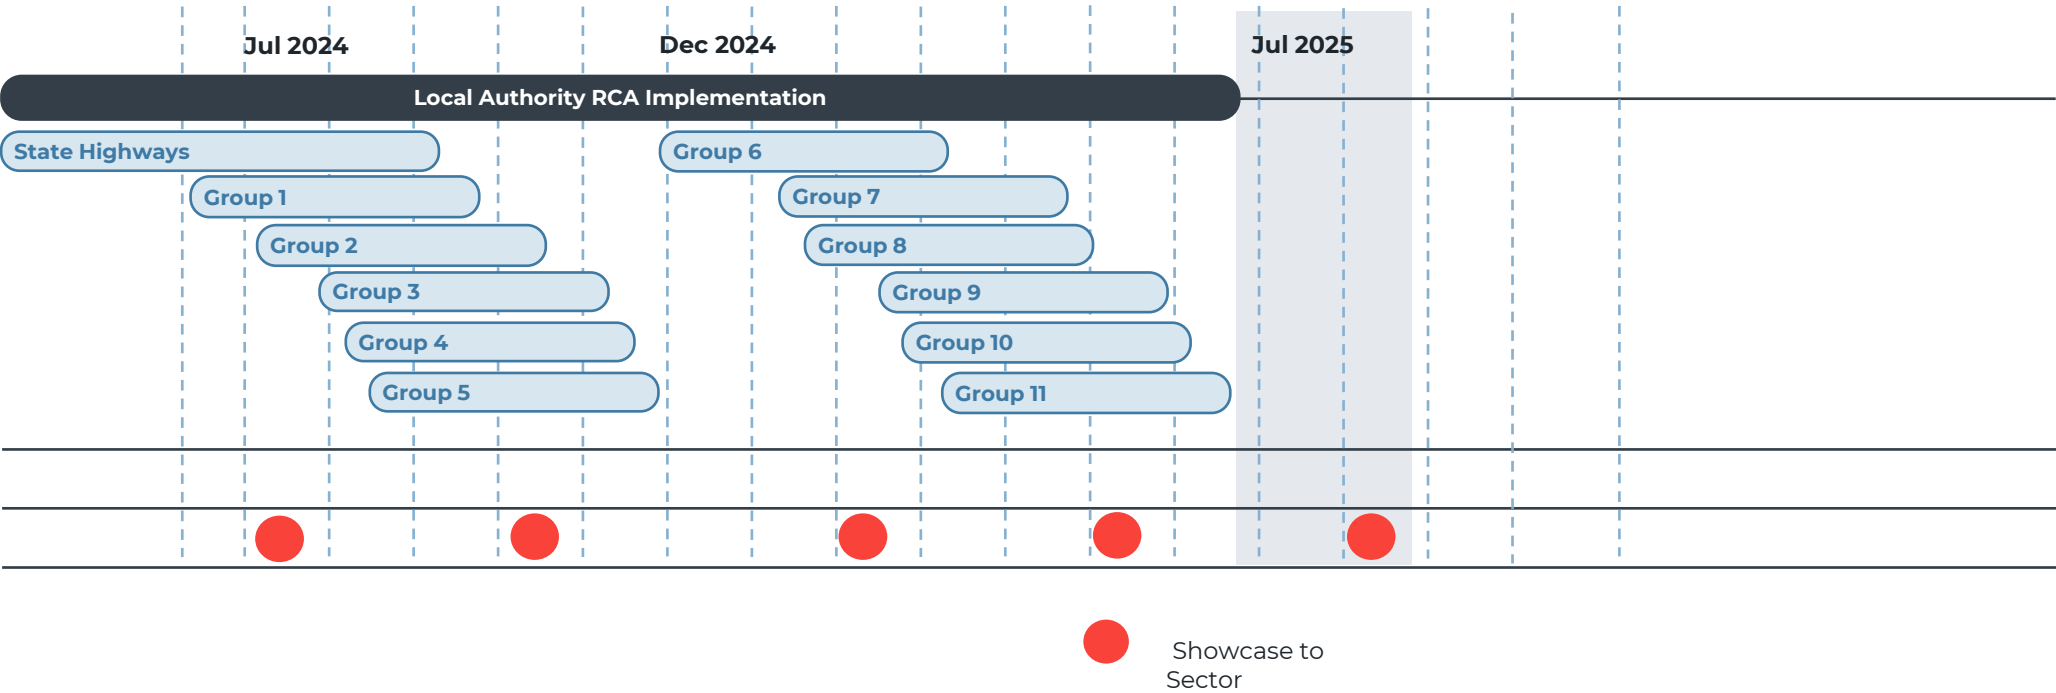 Jul 2024
Dec 2024
Jul 2025
Local Authority RCA Implementation
State Highways
Group 6
Group 1
Group 7
Group 2
Group 8
Group 3
Group 9
Group 4
Group 10
Group 5
Group 11
Showcase to
Sector